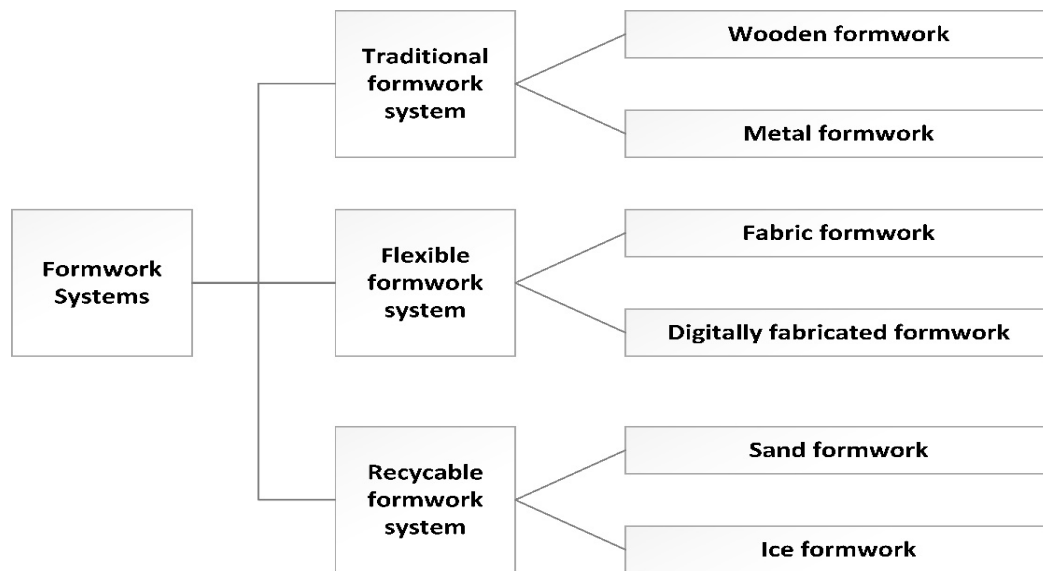 Formwork
Systems
Traditional
formwork
system
Wooden formwork
Metal formwork
Flexible
formwork
system
Fabric formwork
Digitally fabricated formwork
Recycable
formwork
system
Sand formwork
Ice formwork